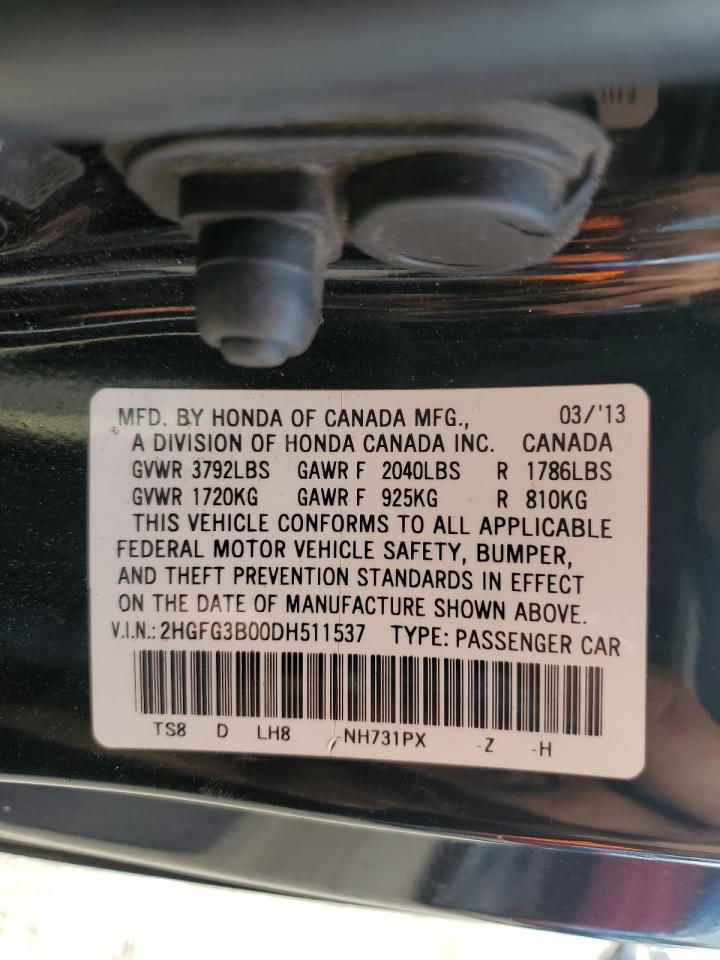 MFD. BY HONDA OF CANADA MFG., 03/'13
A DIVISION OF HONDA CANADA INC. CANADA
GVWR 3792LBS GAWR F 2040LBS R 1786LBS
GVWR 1720KG GAWR F 925KG R 810KG
THIS VEHICLE CONFORMS TO ALL APPLICABLE
FEDERAL MOTOR VEHICLE SAFETY, BUMPER,
AND THEFT PREVENTION STANDARDS IN EFFECT
ON THE DATE OF MANUFACTURE SHOWN ABOVE.
V.I.N.: 2HGFG3B00DH511537 TYPE: PASSENGER CAR
TS8 D LH8 -NH731PX -Z -H